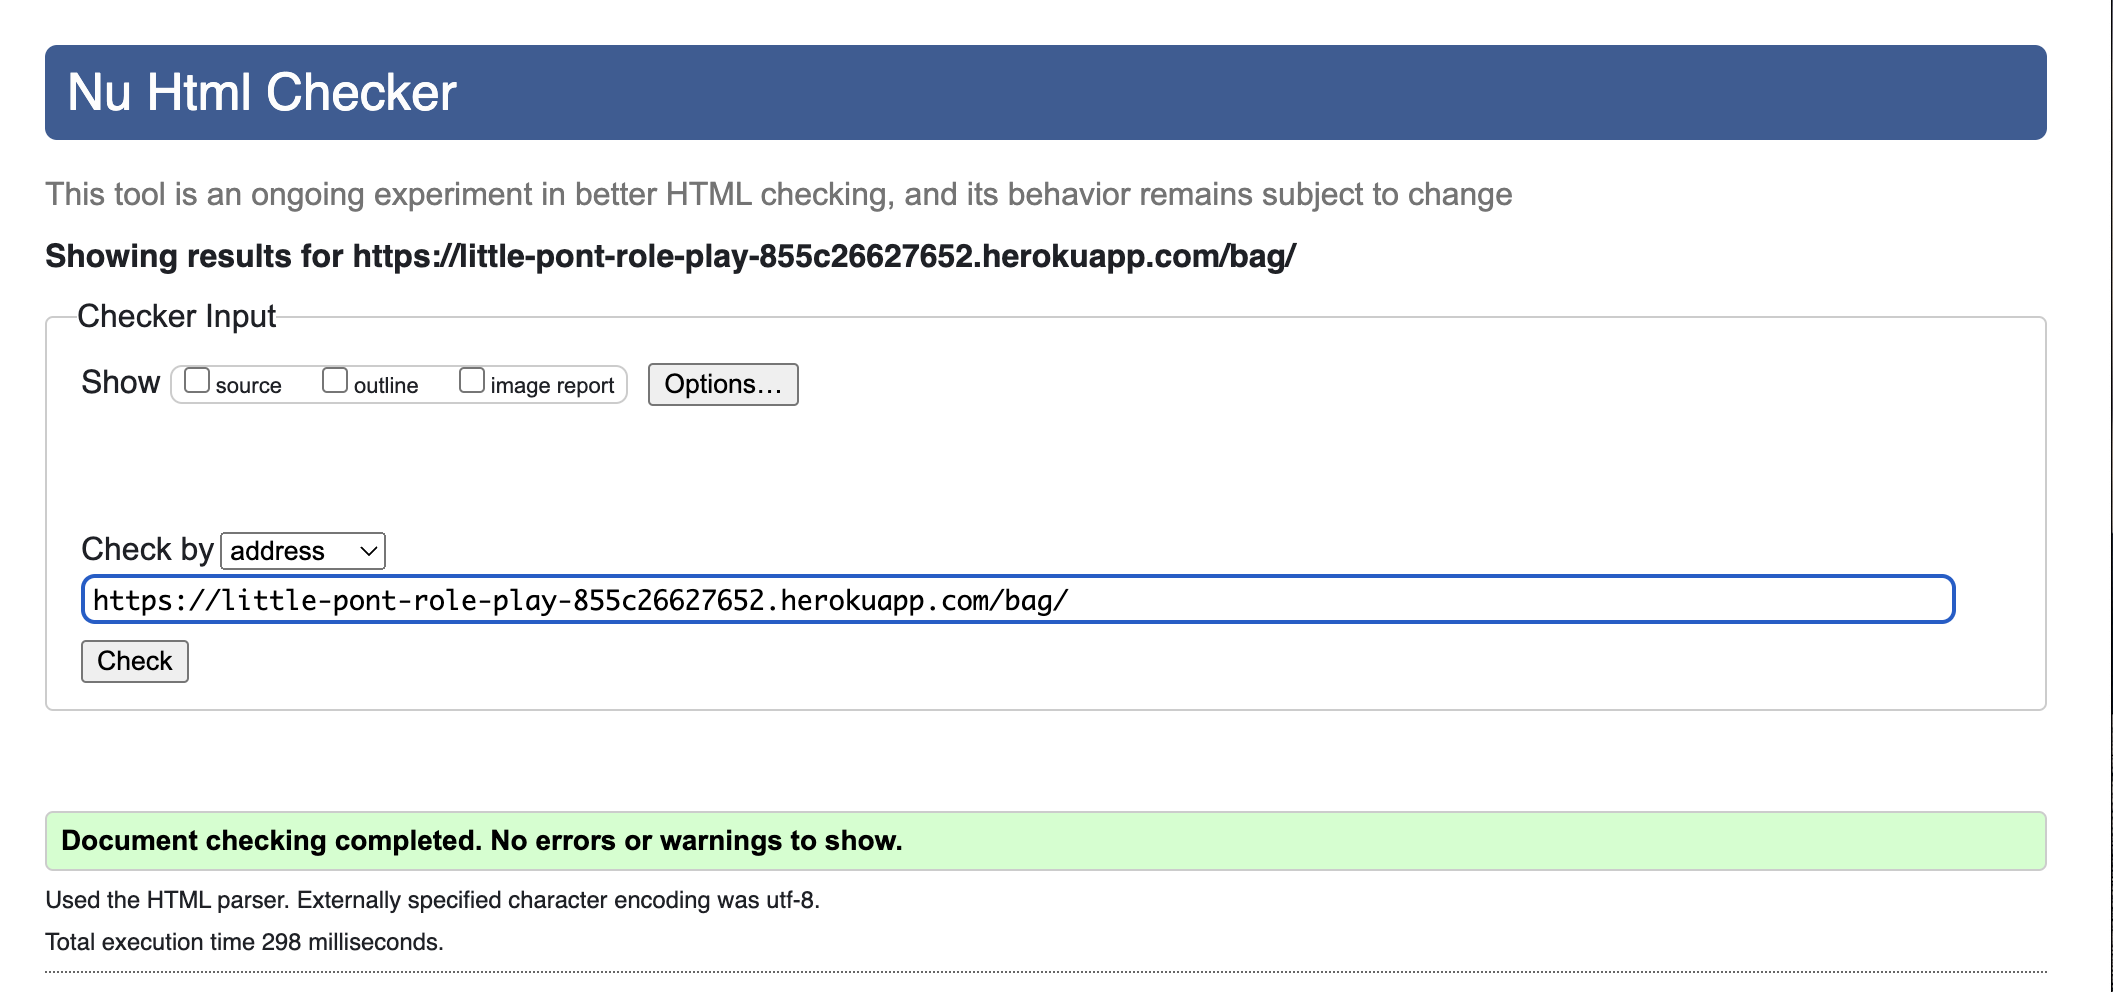 Nu Html Checker
This tool is an ongoing experiment in better HTML checking, and its behavior remains subject to change
Showing results for https://little-pont-role-play-855c26627652.herokuapp.com/bag/
Checker Input
Show source outline image report Options...
Check by address
https://little-pont-role-play-855c26627652.herokuapp.com/bag/
Check
Document checking completed. No errors or warnings to show.
Used the HTML parser. Externally specified character encoding was utf-8.
Total execution time 298 milliseconds.